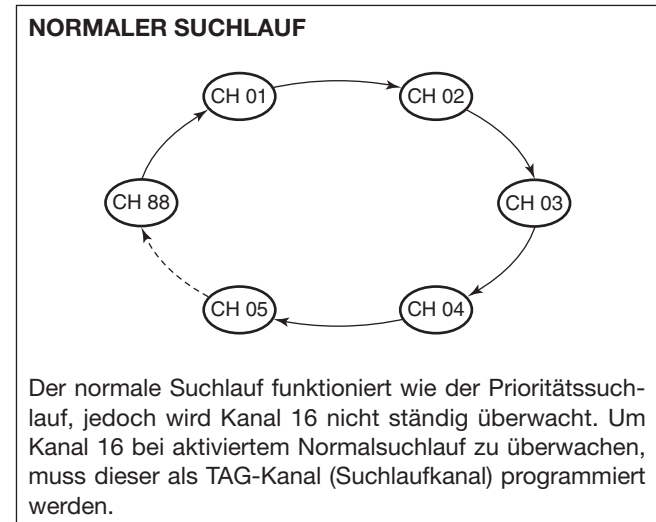 NORMALER SUCHLAUF
CH 01
CH 02
CH 88
CH 03
CH 05
CH 04
Der normale Suchlauf funktioniert wie der Prioritätssuch-
lauf, jedoch wird Kanal 16 nicht ständig überwacht. Um
Kanal 16 bei aktiviertem Normalsuchlauf zu überwachen,
muss dieser als TAG-Kanal (Suchlaufkanal) programmiert
werden.